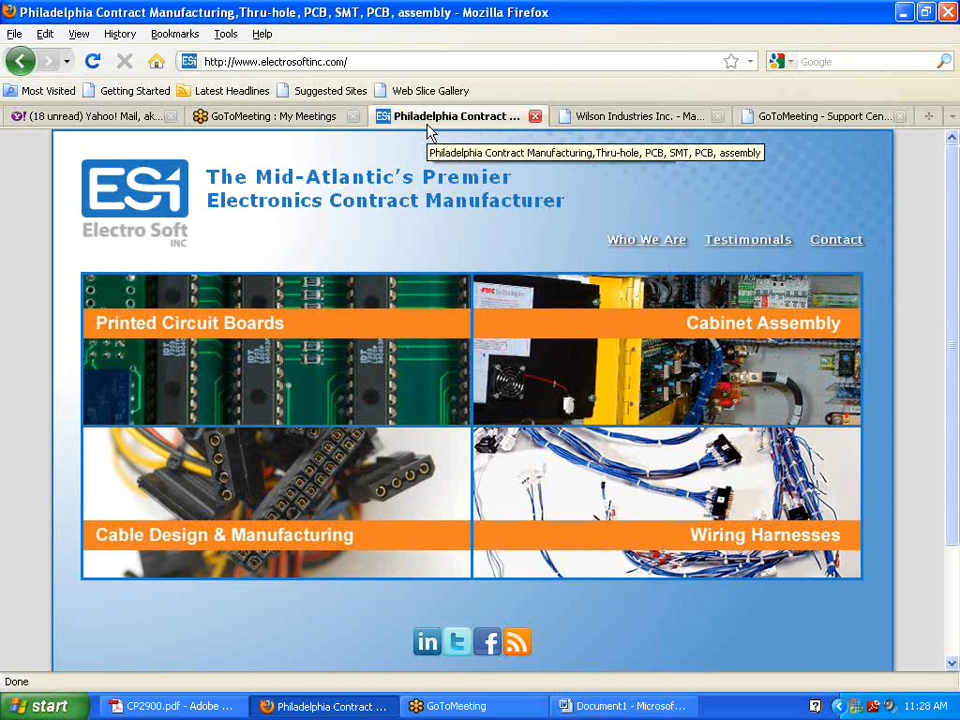 Philadelphia Contract Manufacturing,Thru-hole, PCB, SMT, PCB, assembly - Mozilla Firefox
File Edit View History Bookmarks Tools Help
ESi http://www.electrosoftinc.com/ Google
Most Visited Getting Started Latest Headlines Suggested Sites Web Slice Gallery
Y! (18 unread) Yahoo! Mail, ak... GoToMeeting : My Meetings ESi Philadelphia Contract ... Wilson Industries Inc. - Ma... GoToMeeting - Support Cen...
Philadelphia Contract Manufacturing,Thru-hole, PCB, SMT, PCB, assembly
ESi
Electro Soft
INC
The Mid-Atlantic's Premier
Electronics Contract Manufacturer
Who We Are Testimonials Contact
Printed Circuit Boards
Cabinet Assembly
Cable Design & Manufacturing
Wiring Harnesses
in t f
Done
start CP2900.pdf - Adobe ... Philadelphia Contract ... GoToMeeting Document1 - Microsof... 11:28 AM